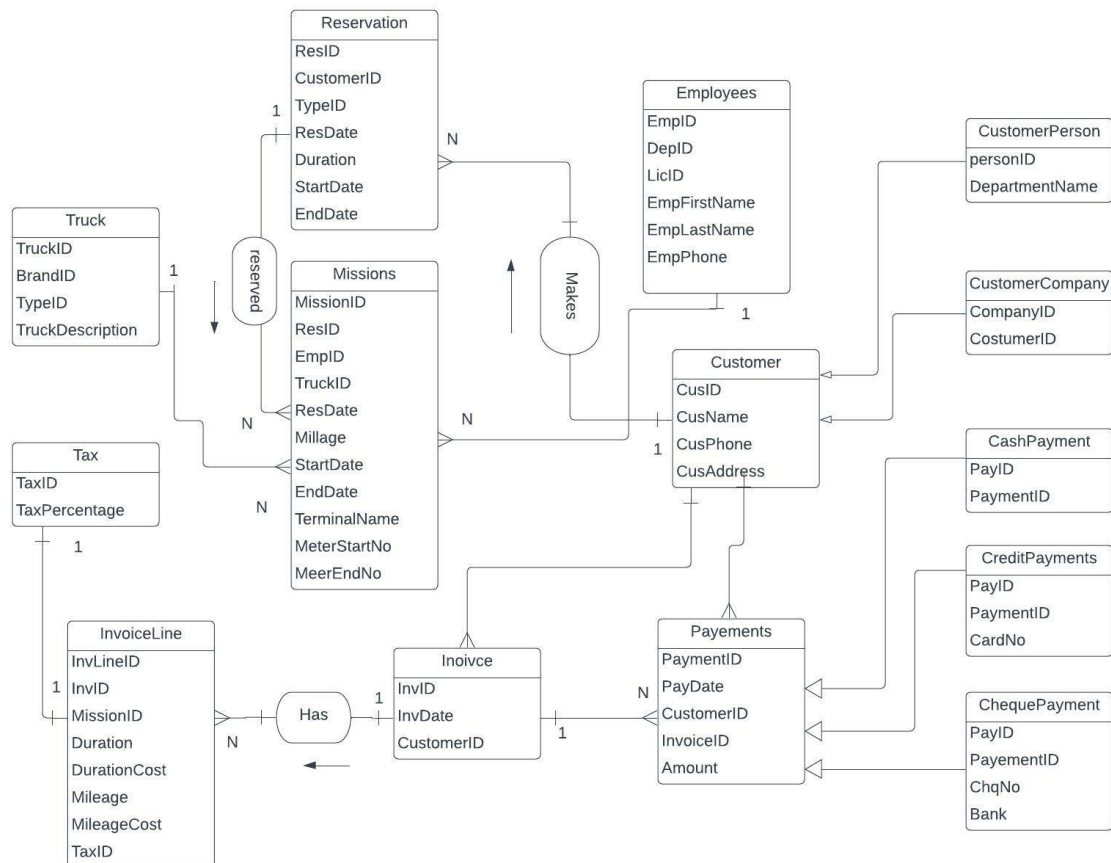 Reservation
ResID
CustomerID
TypeID
ResDate
Duration
StartDate
EndDate
1
N
reserved
Makes
Employees
EmpID
DepID
LicID
EmpFirstName
EmpLastName
EmpPhone
1
CustomerPerson
personID
DepartmentName
Truck
TruckID
BrandID
TypeID
TruckDescription
1
Missions
MissionID
ResID
EmpID
TruckID
ResDate
Millage
StartDate
EndDate
TerminalName
MeterStartNo
MeerEndNo
N
N
N
CustomerCompany
CompanyID
CostumerID
Customer
CusID
CusName
CusPhone
CusAddress
1
Tax
TaxID
TaxPercentage
1
CashPayment
PayID
PaymentID
CreditPayments
PayID
PaymentID
CardNo
InvoiceLine
InvLineID
InvID
MissionID
Duration
DurationCost
Mileage
MileageCost
TaxID
1
N
Has
1
Inoivce
InvID
InvDate
CustomerID
1
N
Payements
PaymentID
PayDate
CustomerID
InvoiceID
Amount
ChequePayment
PayID
PayementID
ChqNo
Bank